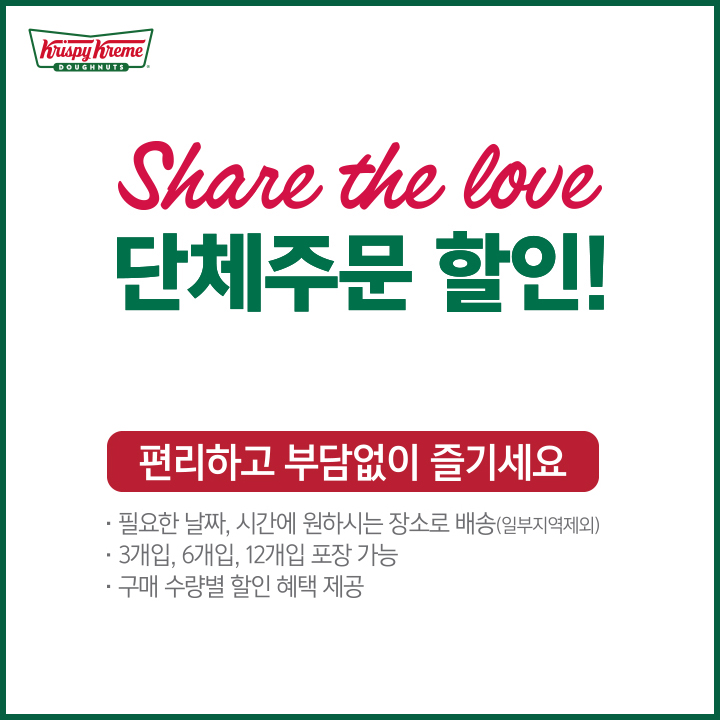 Krispy Kreme
DOUGHNUTS
Share the love
단체주문 할인!
편리하고 부담없이 즐기세요
· 필요한 날짜, 시간에 원하시는 장소로 배송(일부지역제외)
· 3개입, 6개입, 12개입 포장 가능
· 구매 수량별 할인 혜택 제공